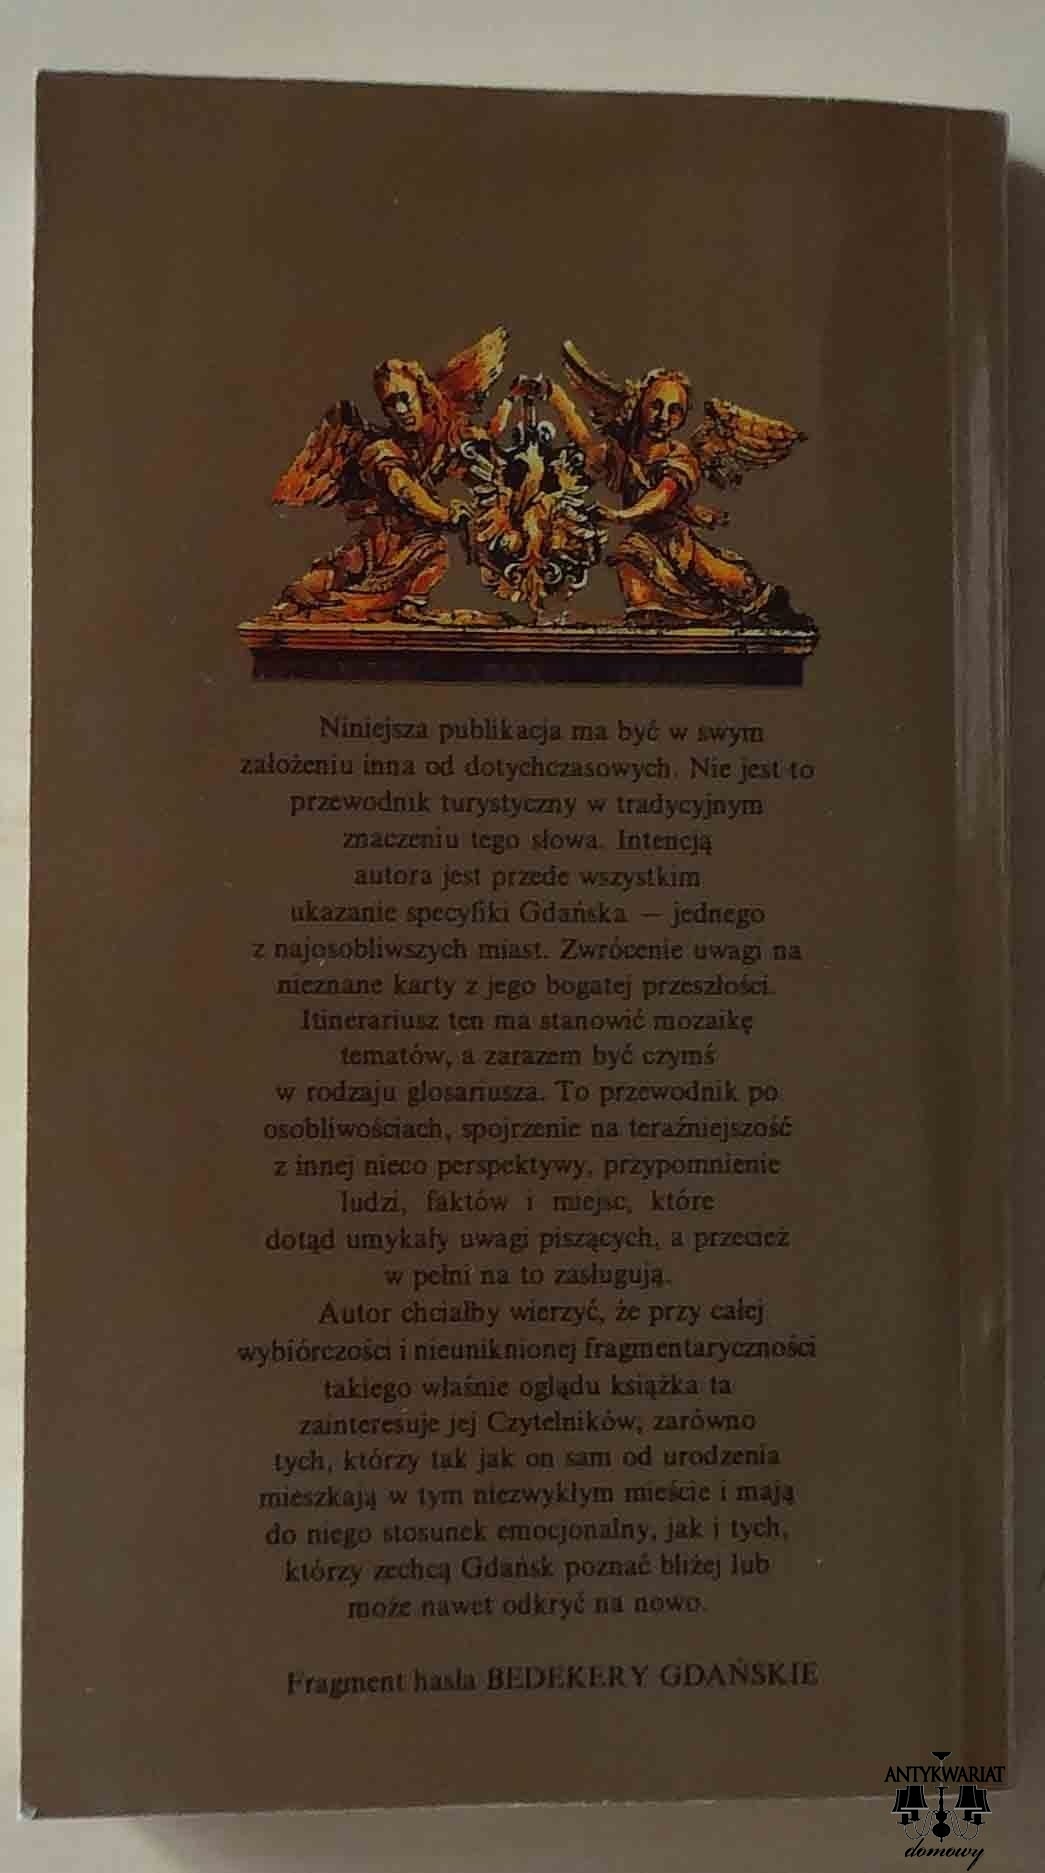 Niniejsza publikacja ma być w swym
założeniu inna od dotychczasowych. Nie jest to
przewodnik turystyczny w tradycyjnym
znaczeniu tego słowa. Intencją
autora jest przede wszystkim
ukazanie specyfiki Gdańska — jednego
z najosobliwszych miast. Zwrócenie uwagi na
nieznane karty z jego bogatej przeszłości.
Itinerariusz ten ma stanowić mozaikę
tematów, a zarazem być czymś
w rodzaju glosariusza. To przewodnik po
osobliwościach, spojrzenie na teraźniejszość
z innej nieco perspektywy, przypomnienie
ludzi, faktów i miejsc, które
dotąd umykały uwagi piszących, a przecież
w pełni na to zasługują.
Autor chciałby wierzyć, że przy całej
wybiórczości i nieuniknionej fragmentaryczności
takiego właśnie oglądu książka ta
zainteresuje jej Czytelników, zarówno
tych, którzy tak jak on sam od urodzenia
mieszkają w tym niezwykłym mieście i mają
do niego stosunek emocjonalny, jak i tych,
którzy zechcą Gdańsk poznać bliżej lub
może nawet odkryć na nowo.
Fragment hasła BEDEKERY GDAŃSKIE
ANTYKWARIAT
domowy